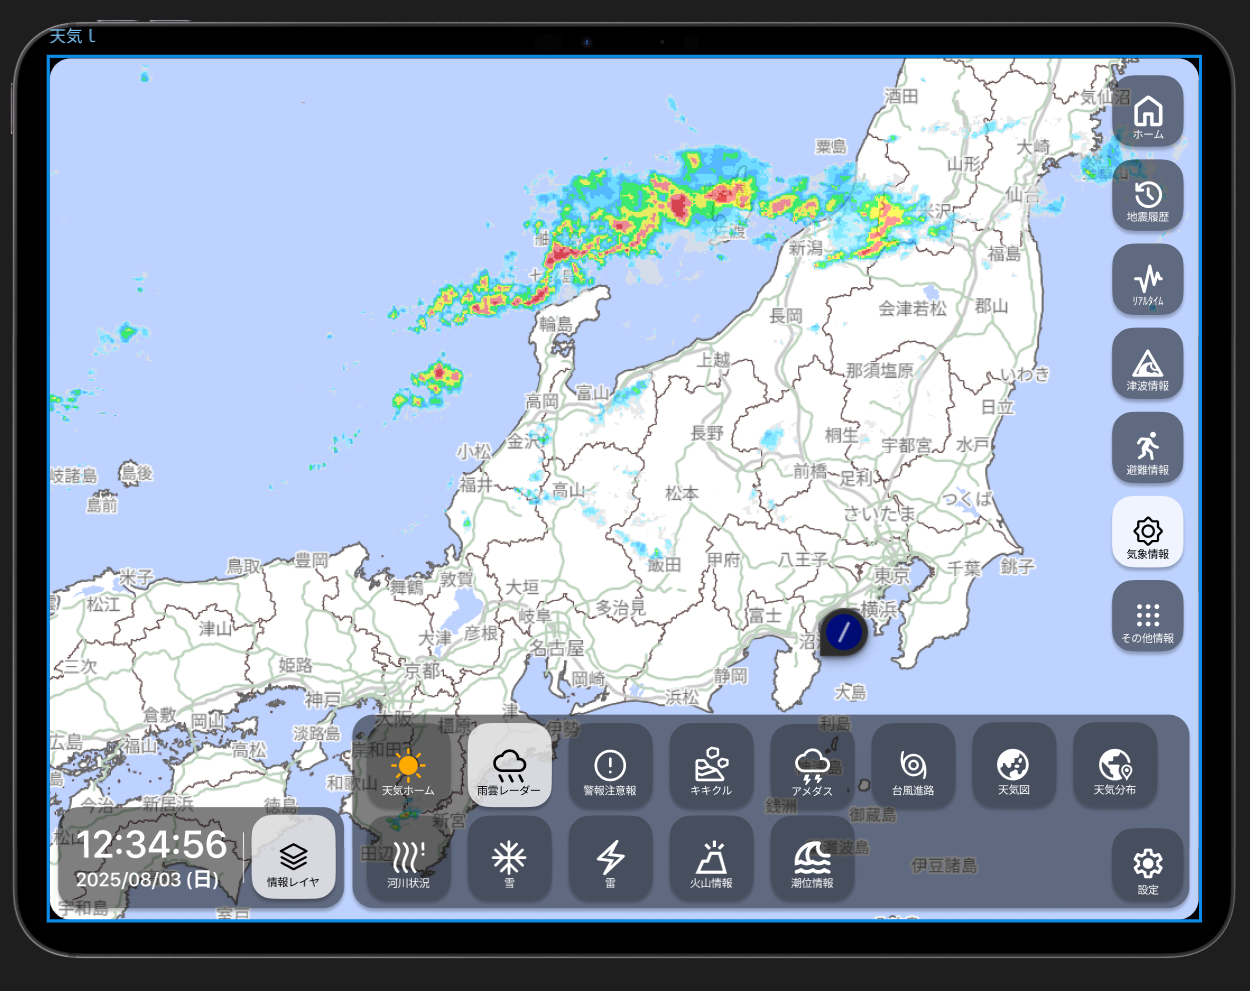 天気 L
酒田
気仙沼
ホーム
粟島
大崎
山形
仙台
米沢
地震履歴
新潟
福島
リアルタイム
輪島
長岡
会津若松
郡山
上越
那須塩原
いわき
津波情報
高岡
富山
日立
金沢
長野
桐生
宇都宮
水戸
小松
避難情報
岐諸島
島後
島前
福井
高山
松本
前橋
足利
つくば
さいたま
気象情報
鳥取
豊岡
米子
松江
舞鶴
敦賀
大垣
飯田
甲府
八王子
東京
千葉
銚子
津山
岐阜
多治見
富士
横浜
その他情報
大津
彦根
名古屋
三次
姫路
京都
岡崎
静岡
浜松
大島
神戸
津
倉敷
岡山
淡路島
大阪
橿原
伊勢
利島
広島
福山
高松
岸和田
天気ホーム
雨雲レーダー
警報注意報
キキクル
アメダス
台風進路
天気図
天気分布
和歌山
今治
新居浜
徳島
新宮
銭洲
御蔵島
12:34:56
2025/08/03 (日)
情報レイヤ
田辺
河川状況
雪
雷
火山情報
潮位情報
伊豆諸島
設定
宇和島
室戸